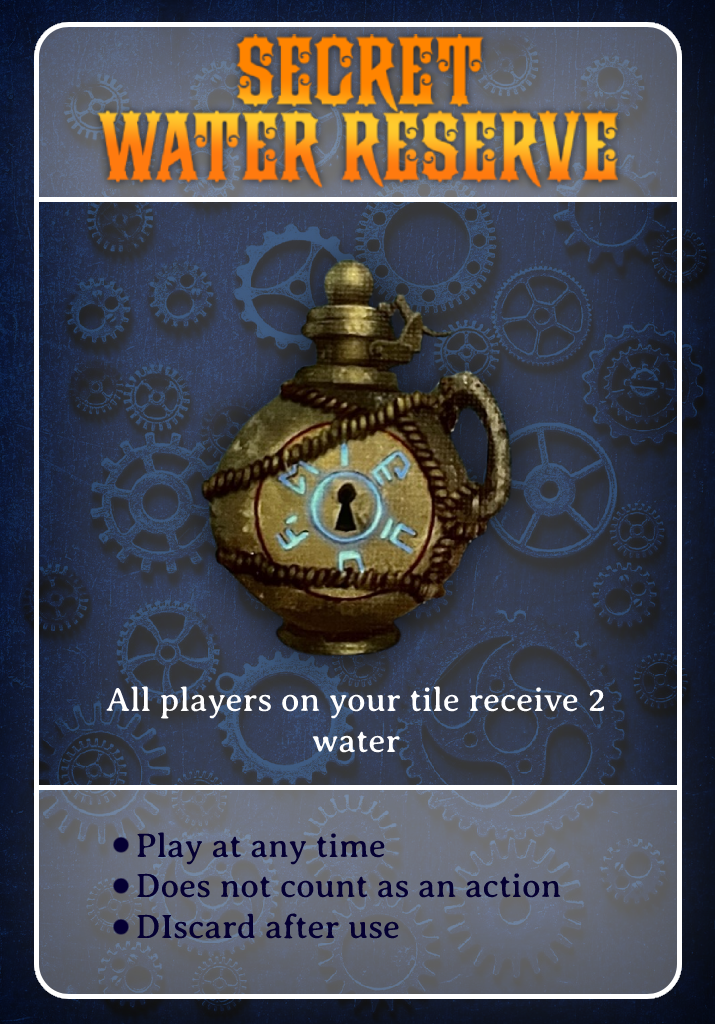 SECRET
WATER RESERVE
All players on your tile receive 2
water
•Play at any time
•Does not count as an action
•DIscard after use